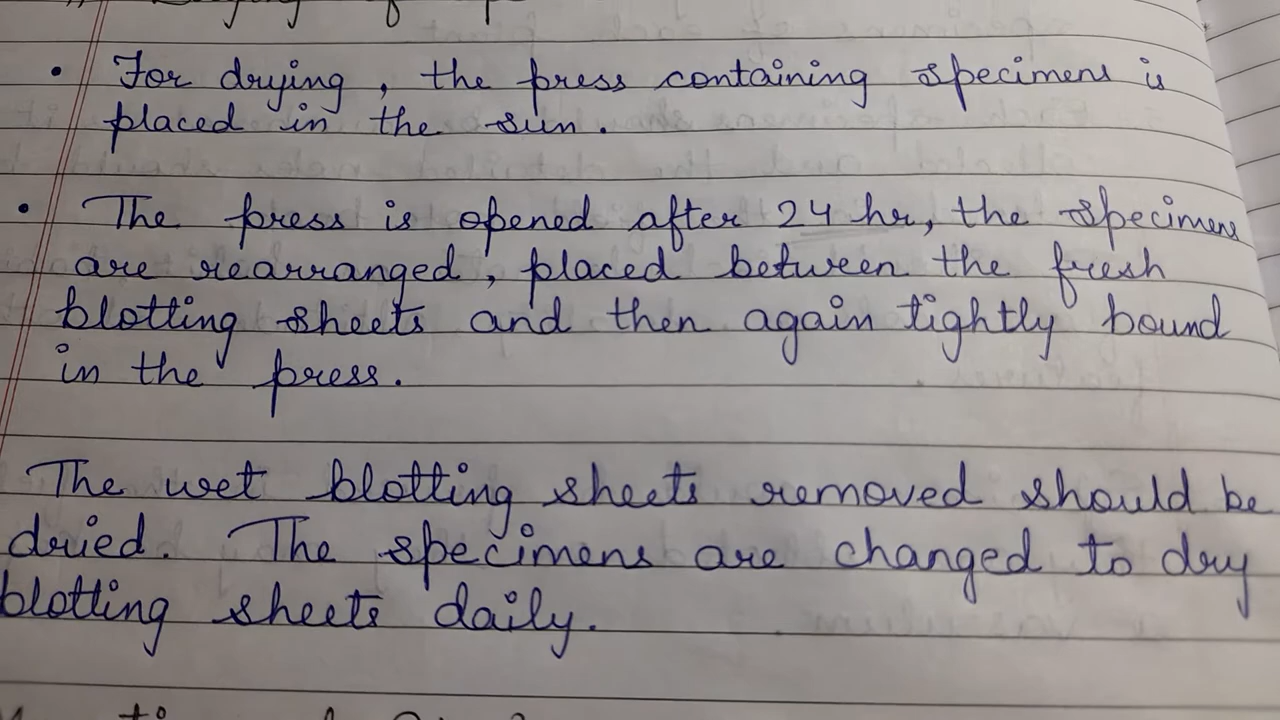 • For drying, the press containing specimens is
placed in the sun.
• The press is opened after 24 hr, the specimens
are rearranged, placed between the fresh
blotting sheets and then again tightly bound
in the press.
The wet blotting sheets removed should be
dried. The specimens are changed to dry
blotting sheets daily.